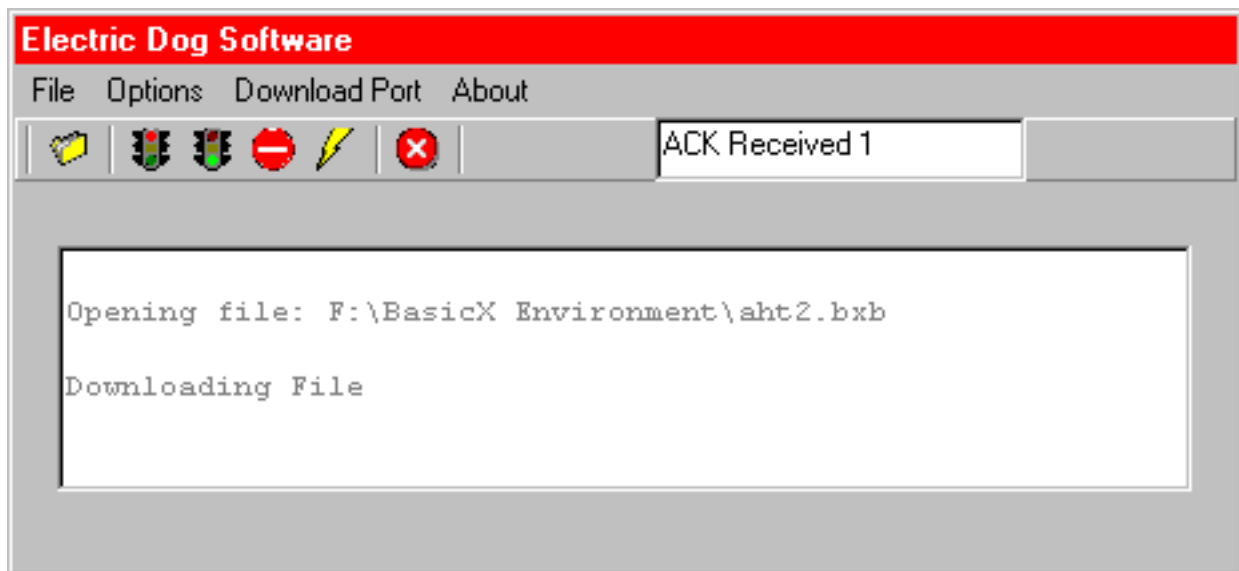 Electric Dog Software
File Options Download Port About
ACK Received 1
Opening file: F:\BasicX Environment\aht2.bxb
Downloading File